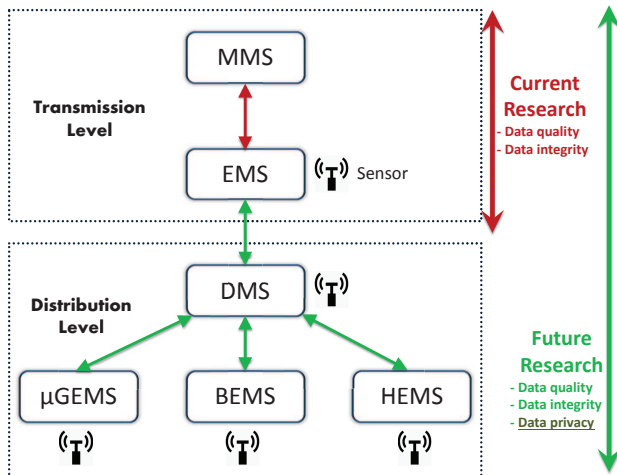 MMS
Transmission
Level
EMS
Sensor
Current
Research
- Data quality
- Data integrity
DMS
Distribution
Level
µGEMS
BEMS
HEMS
Future
Research
- Data quality
- Data integrity
- Data privacy